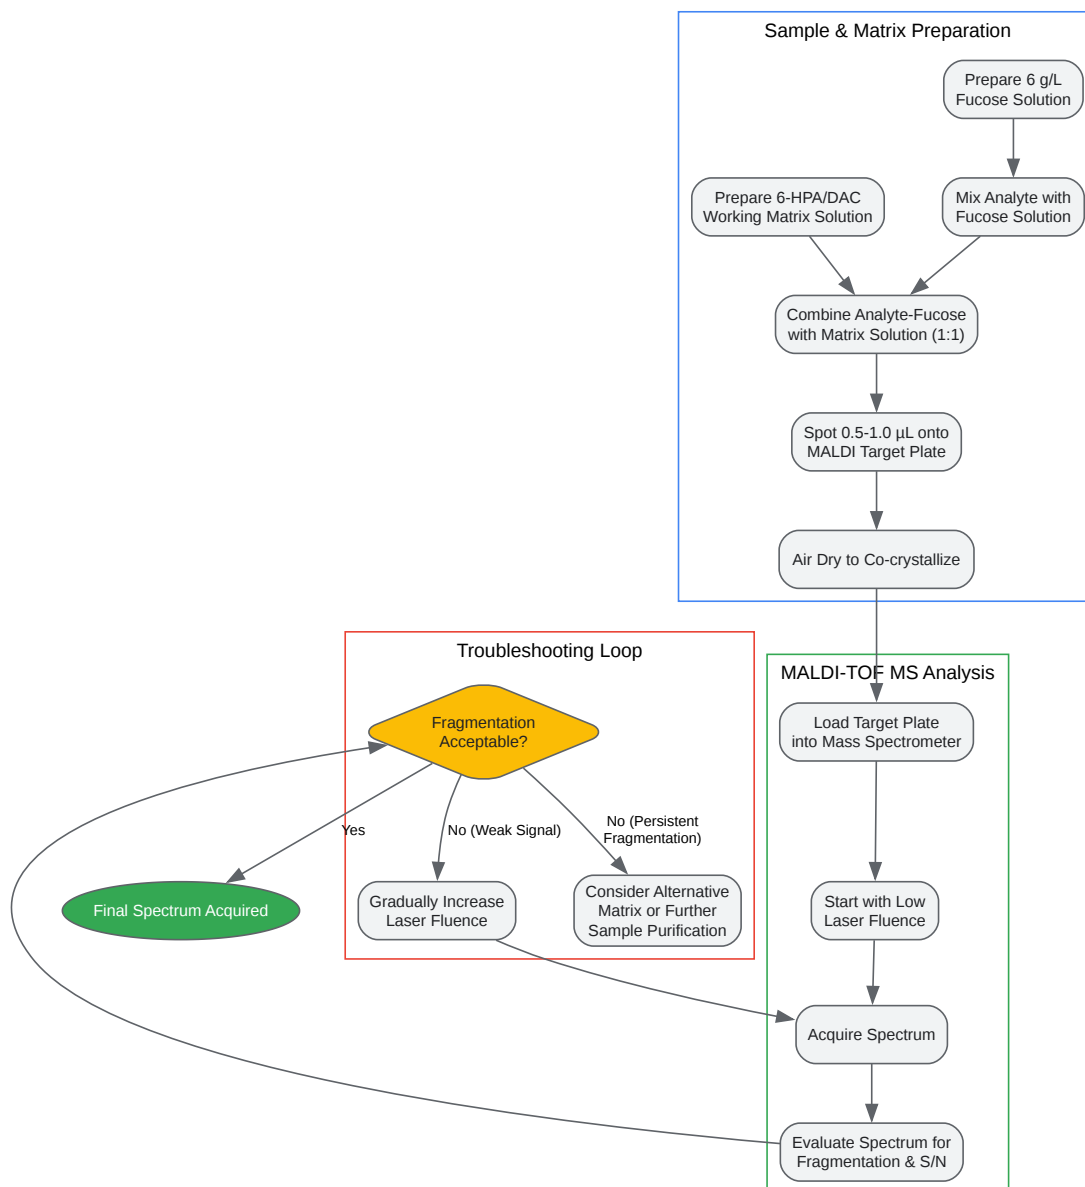 Sample & Matrix Preparation
Prepare 6 g/L
Fucose Solution
Prepare 6-HPA/DAC
Working Matrix Solution
Mix Analyte with
Fucose Solution
Combine Analyte-Fucose
with Matrix Solution (1:1)
Spot 0.5-1.0 µL onto
MALDI Target Plate
Air Dry to Co-crystallize
Troubleshooting Loop
Fragmentation
Acceptable?
Yes
No (Weak Signal)
No (Persistent
Fragmentation)
Final Spectrum Acquired
Gradually Increase
Laser Fluence
Consider Alternative
Matrix or Further
Sample Purification
MALDI-TOF MS Analysis
Load Target Plate
into Mass Spectrometer
Start with Low
Laser Fluence
Acquire Spectrum
Evaluate Spectrum for
Fragmentation & S/N